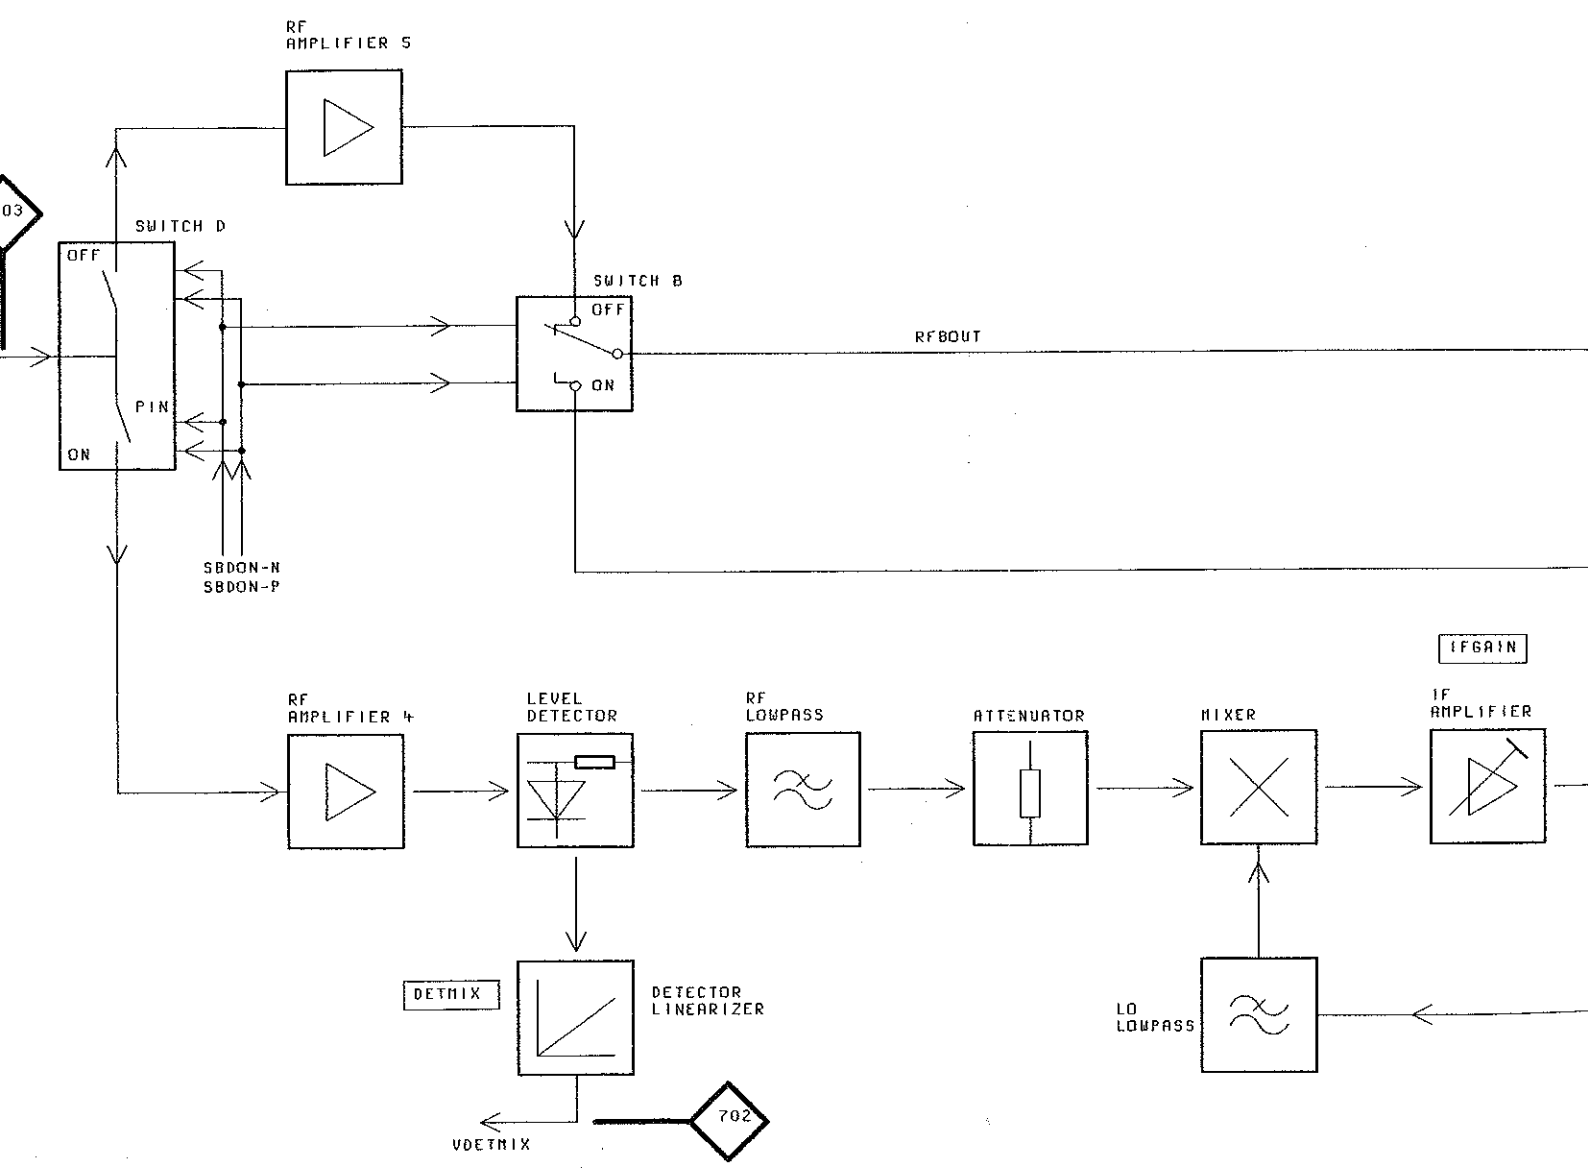 RF
AMPLIFIER 5
03
SWITCH D
OFF
PIN
ON
SWITCH B
OFF
ON
RFBOUT
SBDON-N
SBDON-P
IFGAIN
RF
AMPLIFIER 4
LEVEL
DETECTOR
RF
LOWPASS
ATTENUATOR
MIXER
IF
AMPLIFIER
DETMIX
DETECTOR
LINEARIZER
LO
LOWPASS
702
VDETMIX